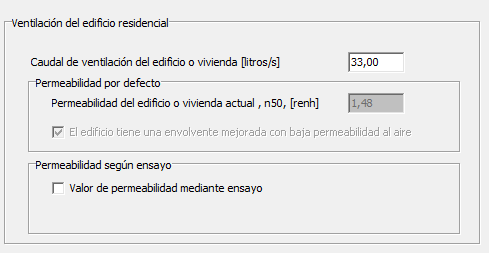 Ventilación del edificio residencial
Caudal de ventilación del edificio o vivienda [litros/s] 33,00
Permeabilidad por defecto
Permeabilidad del edificio o vivienda actual , n50, [renh] 1,48
El edificio tiene una envolvente mejorada con baja permeabilidad al aire
Permeabilidad según ensayo
Valor de permeabilidad mediante ensayo